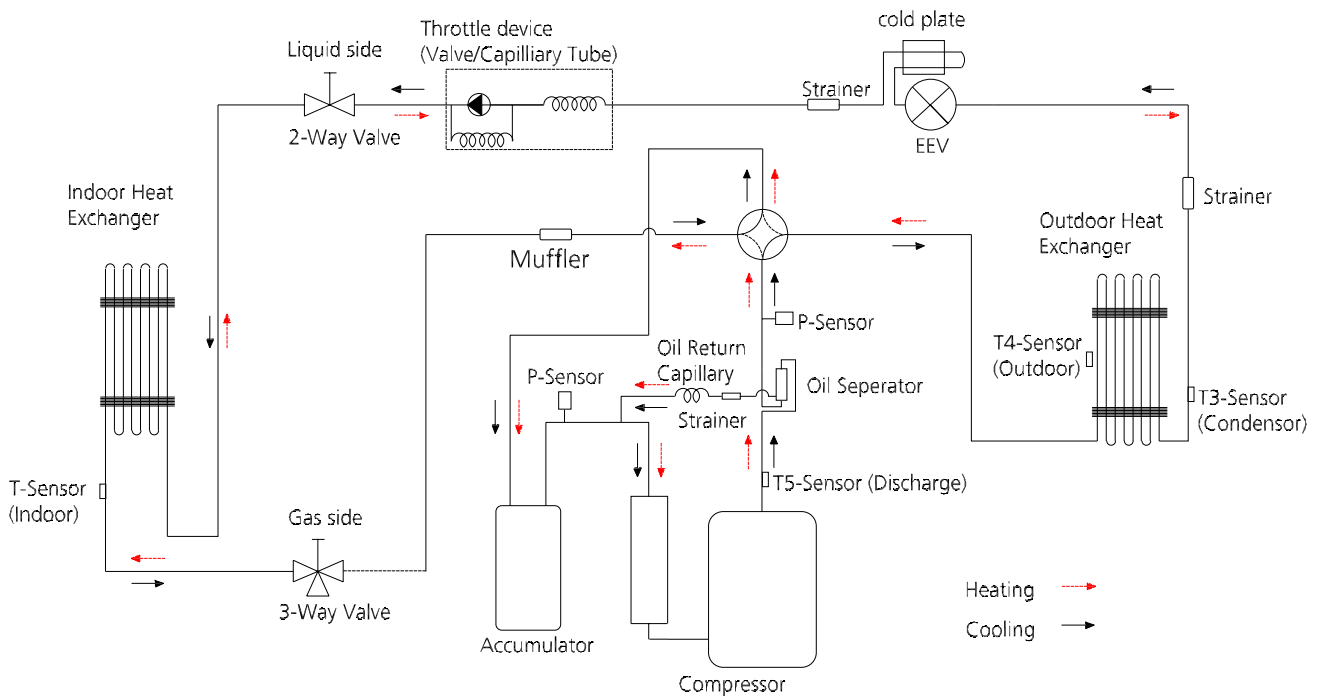 cold plate
Throttle device
(Valve/Capilliary Tube)
Liquid side
Strainer
2-Way Valve
EEV
Indoor Heat
Exchanger
Strainer
Outdoor Heat
Exchanger
Muffler
P-Sensor
T4-Sensor
(Outdoor)
Oil Return
Capillary
P-Sensor
Oil Seperator
T3-Sensor
(Condensor)
Strainer
T-Sensor
(Indoor)
T5-Sensor (Discharge)
Gas side
3-Way Valve
Heating
Cooling
Accumulator
Compressor